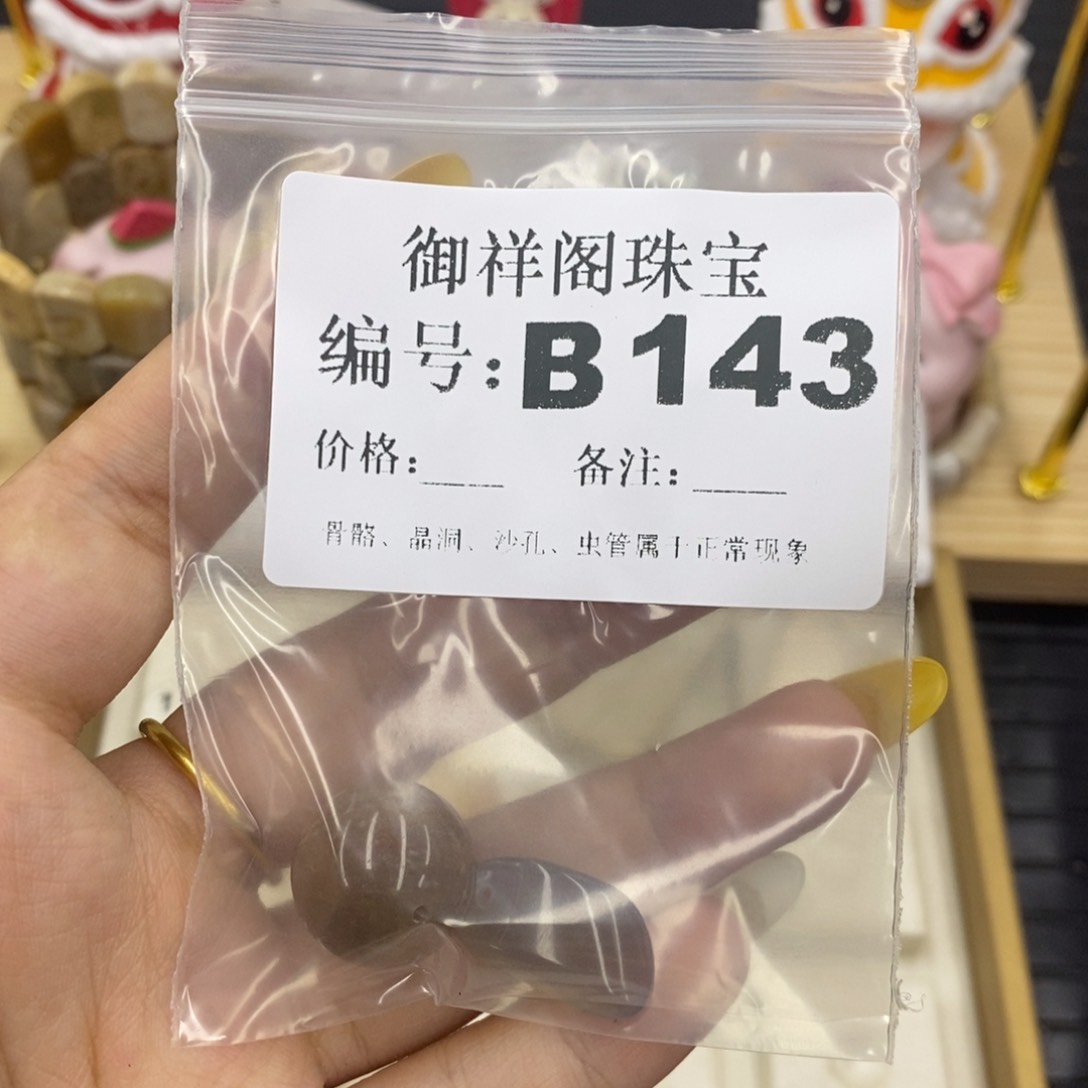 御祥阁珠宝
编号:B143
价格:____ 备注:____
骨骼、晶洞、沙孔、虫管属于正常现象